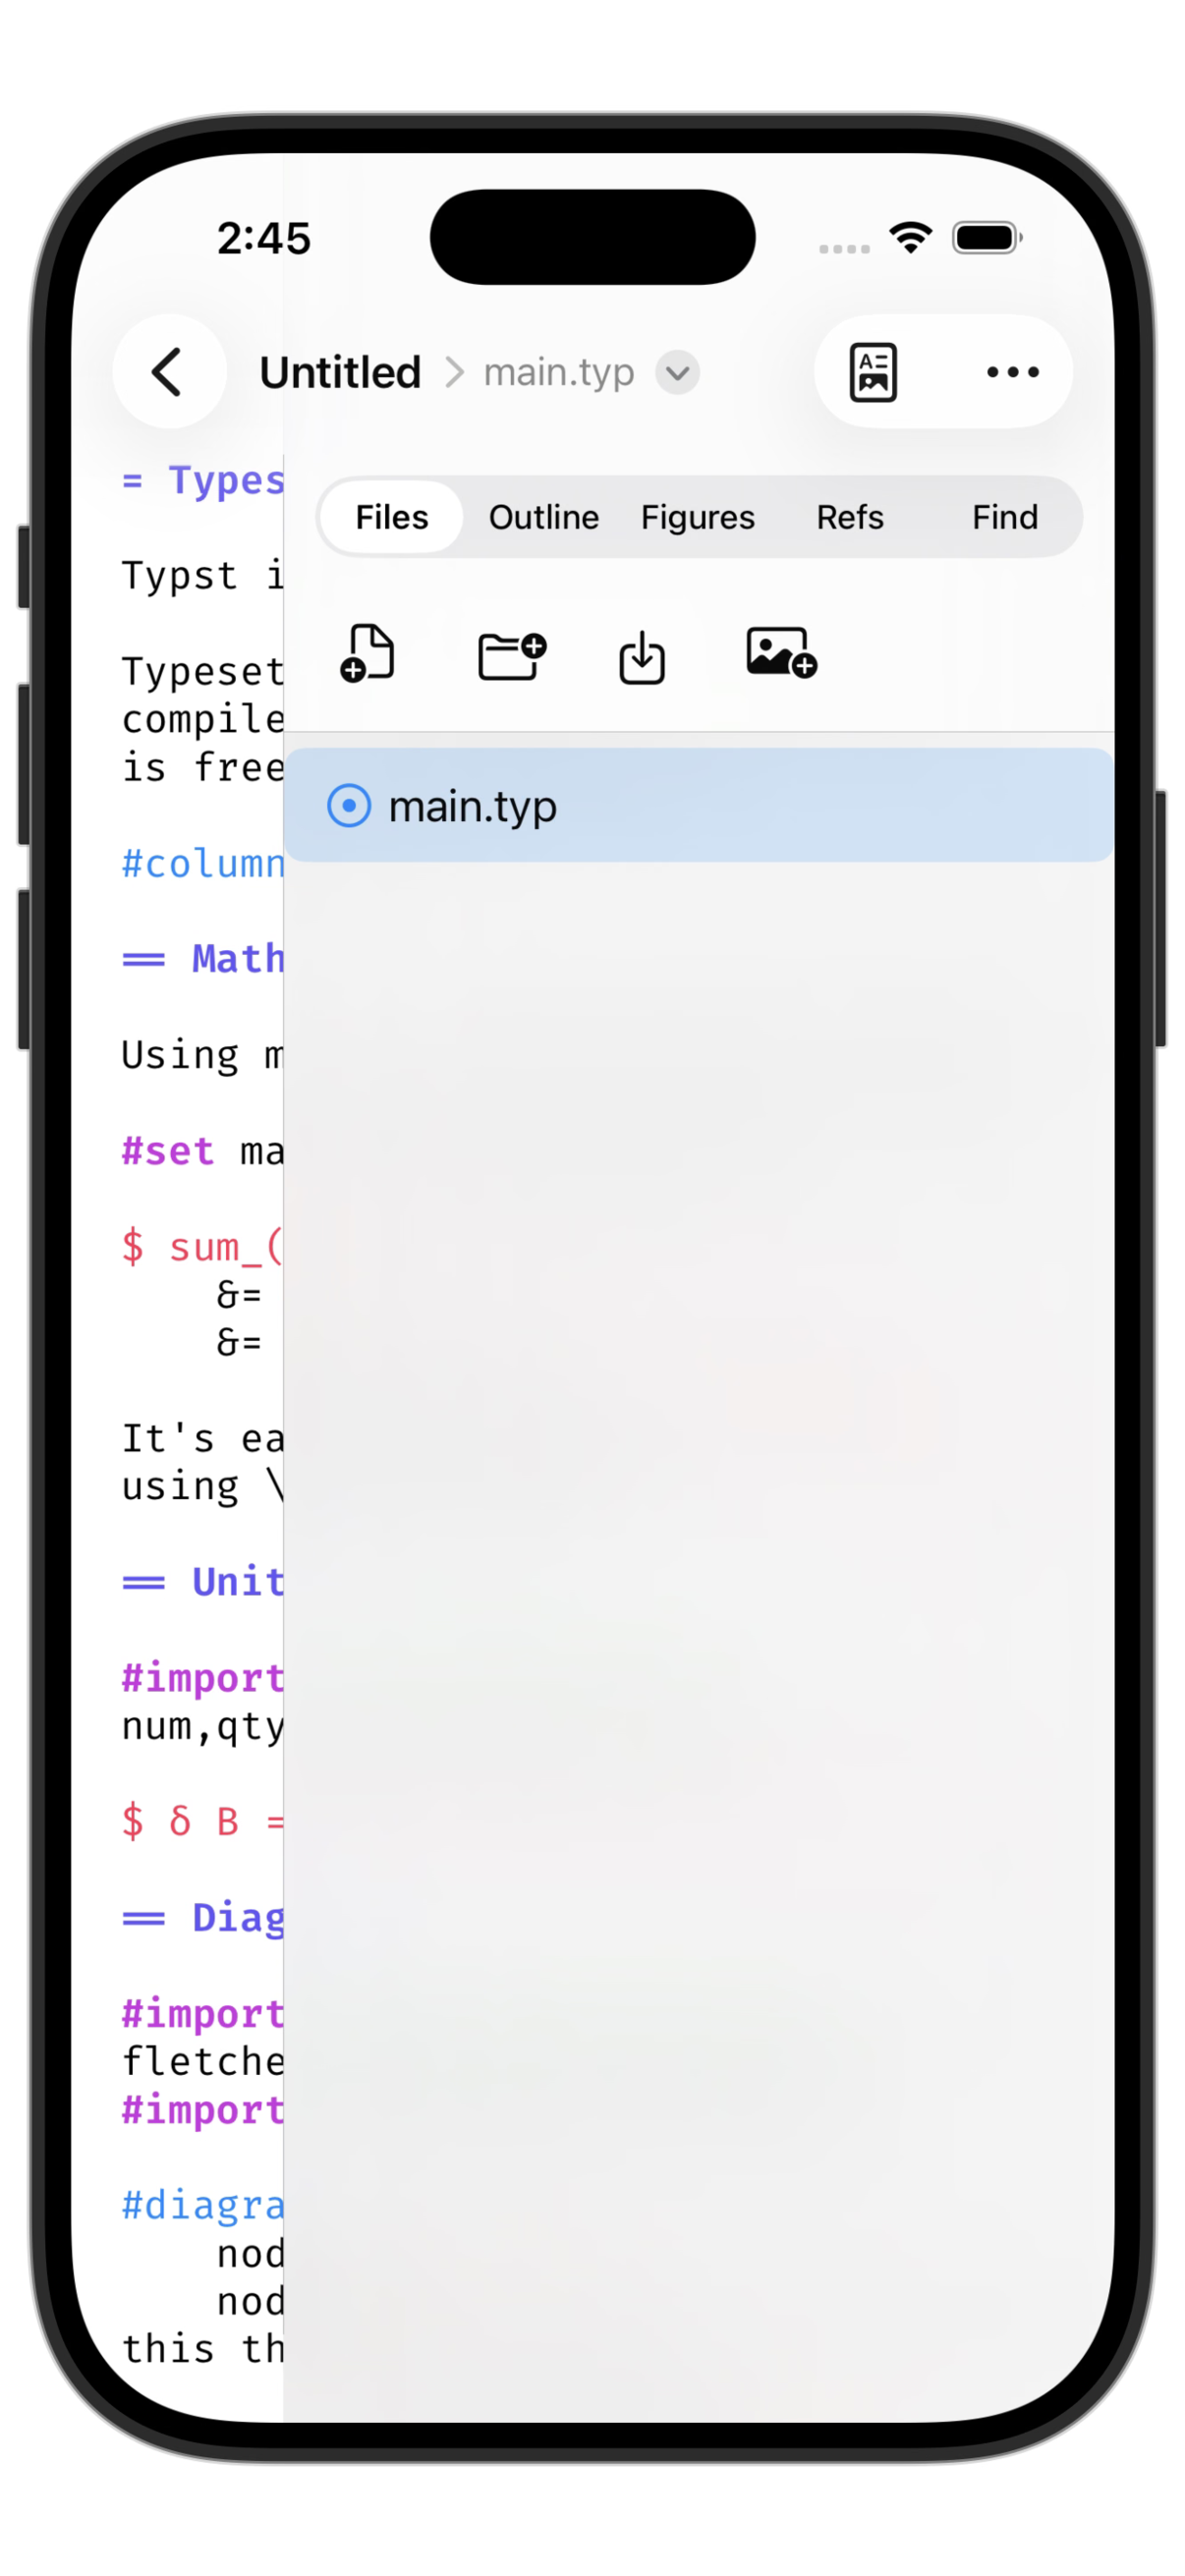 2:45
Untitled > main.typ
Files Outline Figures Refs Find
main.typ
= Types
Typst i
Typeset
compile
is free
#column
== Math
Using m
#set ma
$ sum_(
&=
&=
It's ea
using \
== Unit
#import
num,qty
$ δ B =
== Diag
#import
fletche
#import
#diagra
nod
nod
this th